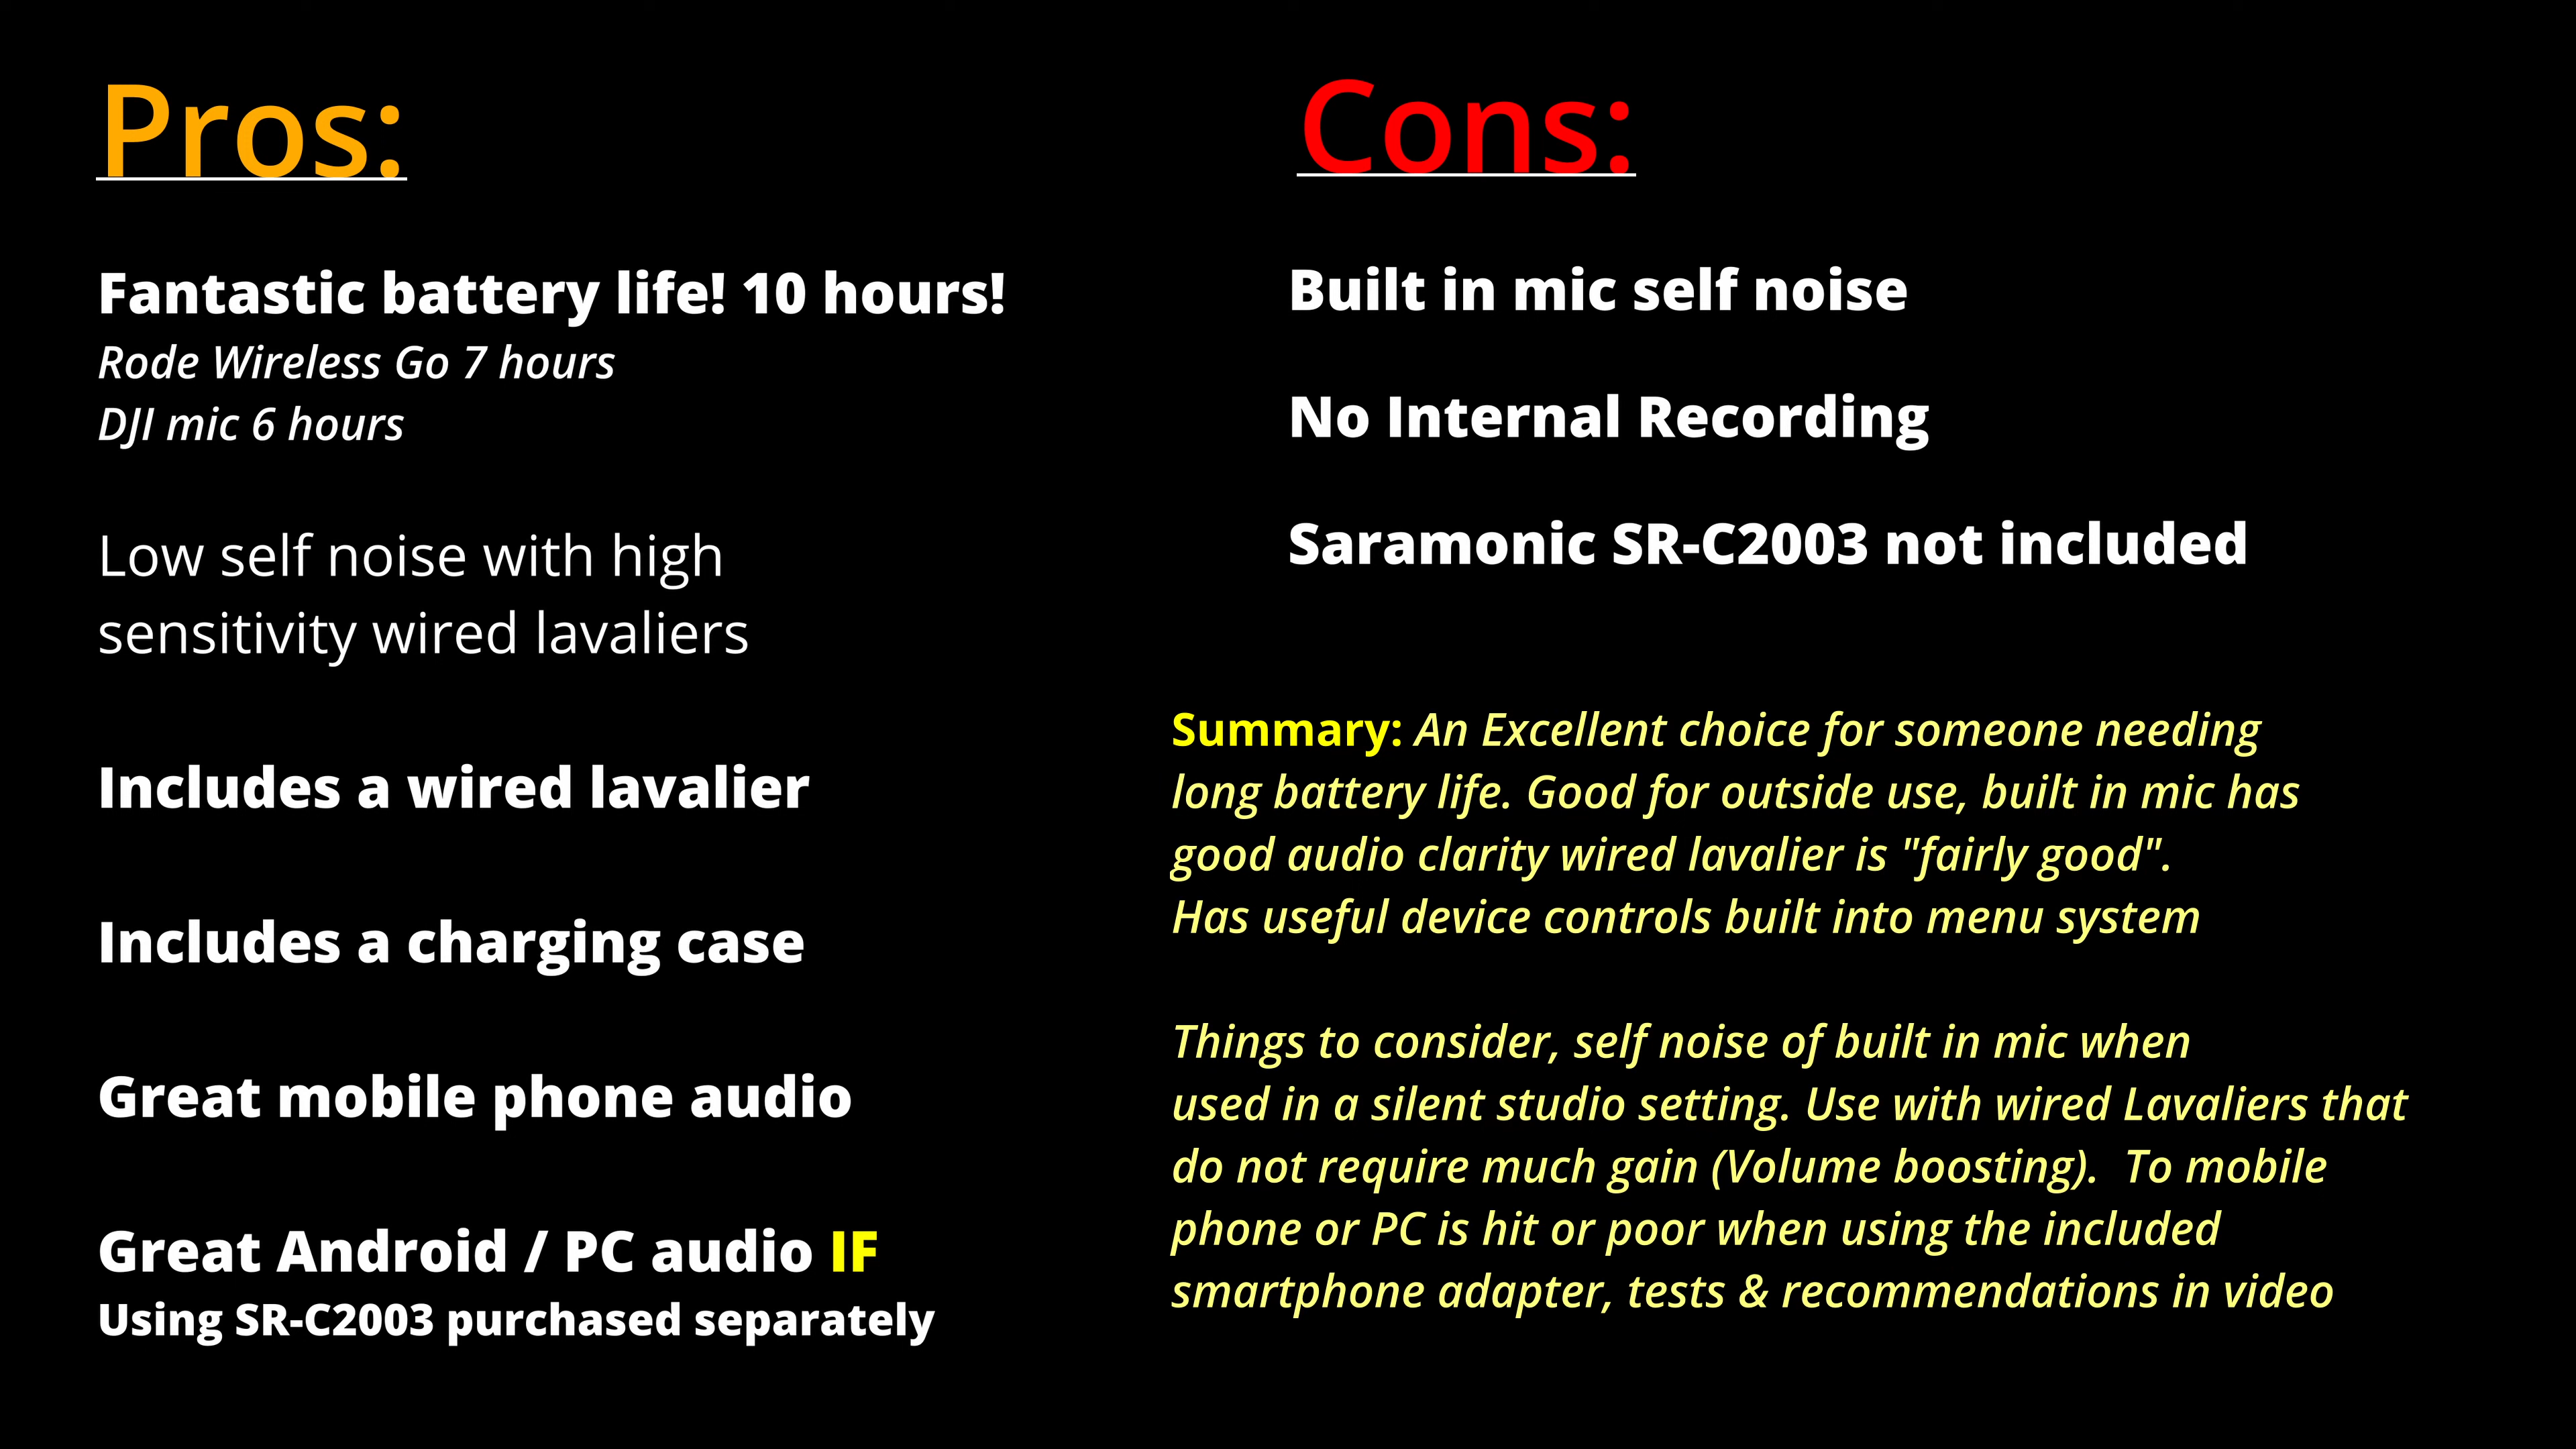 Pros:
Fantastic battery life! 10 hours!
Rode Wireless Go 7 hours
DJI mic 6 hours
Low self noise with high
sensitivity wired lavaliers
Includes a wired lavalier
Includes a charging case
Great mobile phone audio
Great Android / PC audio IF
Using SR-C2003 purchased separately
Cons:
Built in mic self noise
No Internal Recording
Saramonic SR-C2003 not included
Summary: An Excellent choice for someone needing
long battery life. Good for outside use, built in mic has
good audio clarity wired lavalier is "fairly good".
Has useful device controls built into menu system
Things to consider, self noise of built in mic when
used in a silent studio setting. Use with wired Lavaliers that
do not require much gain (Volume boosting).  To mobile
phone or PC is hit or poor when using the included
smartphone adapter, tests & recommendations in video